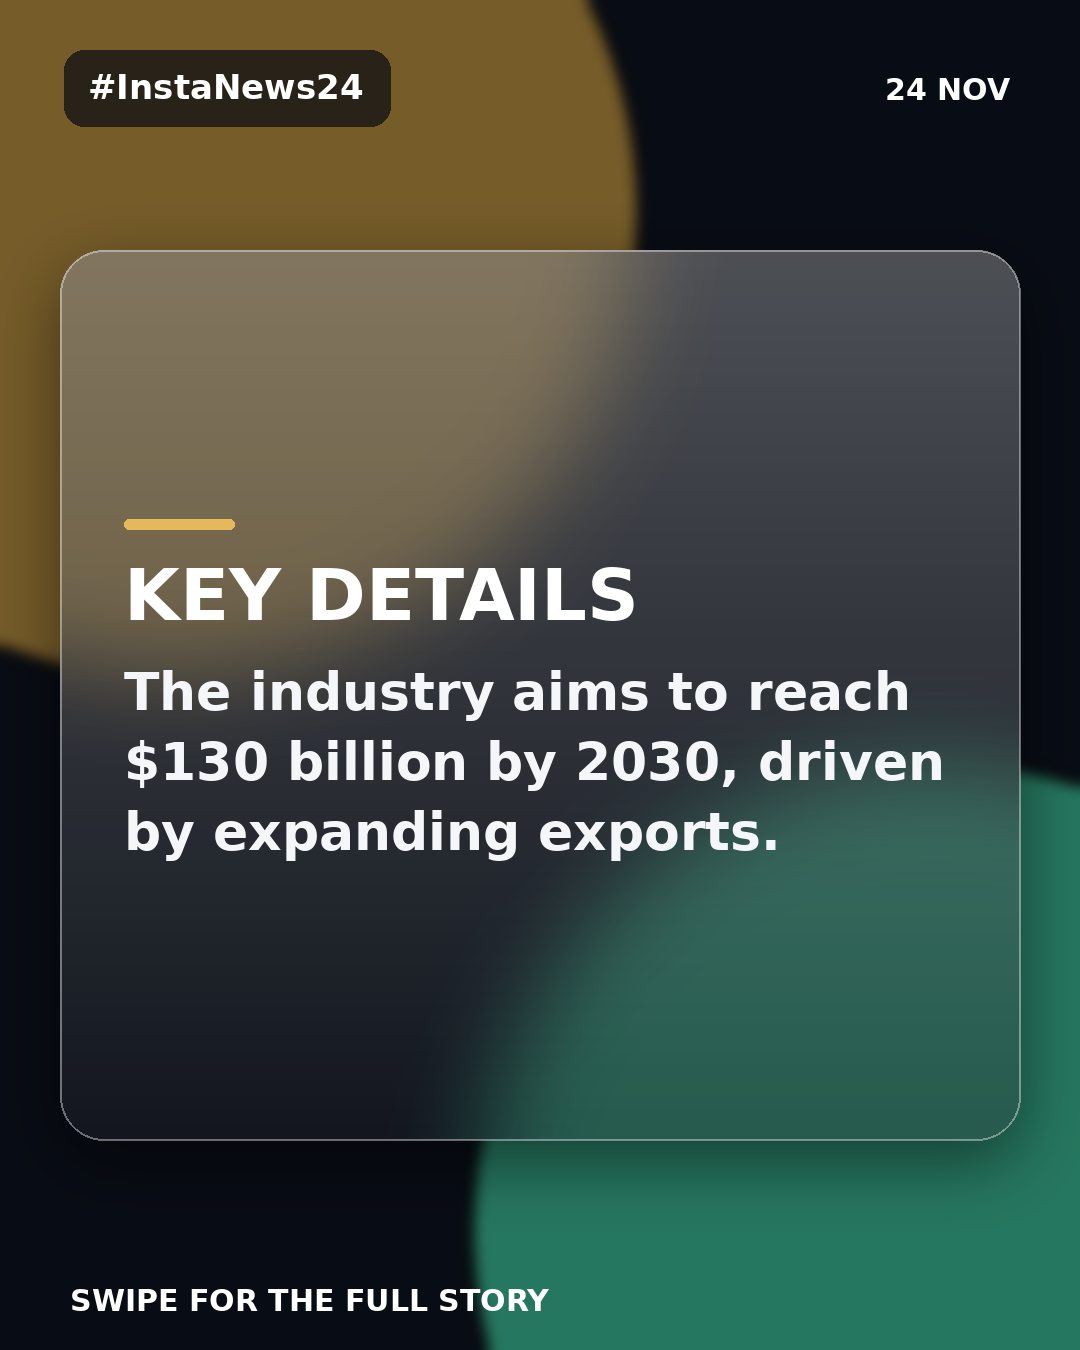 #InstaNews24
24 NOV
KEY DETAILS
The industry aims to reach
$130 billion by 2030, driven
by expanding exports.
SWIPE FOR THE FULL STORY